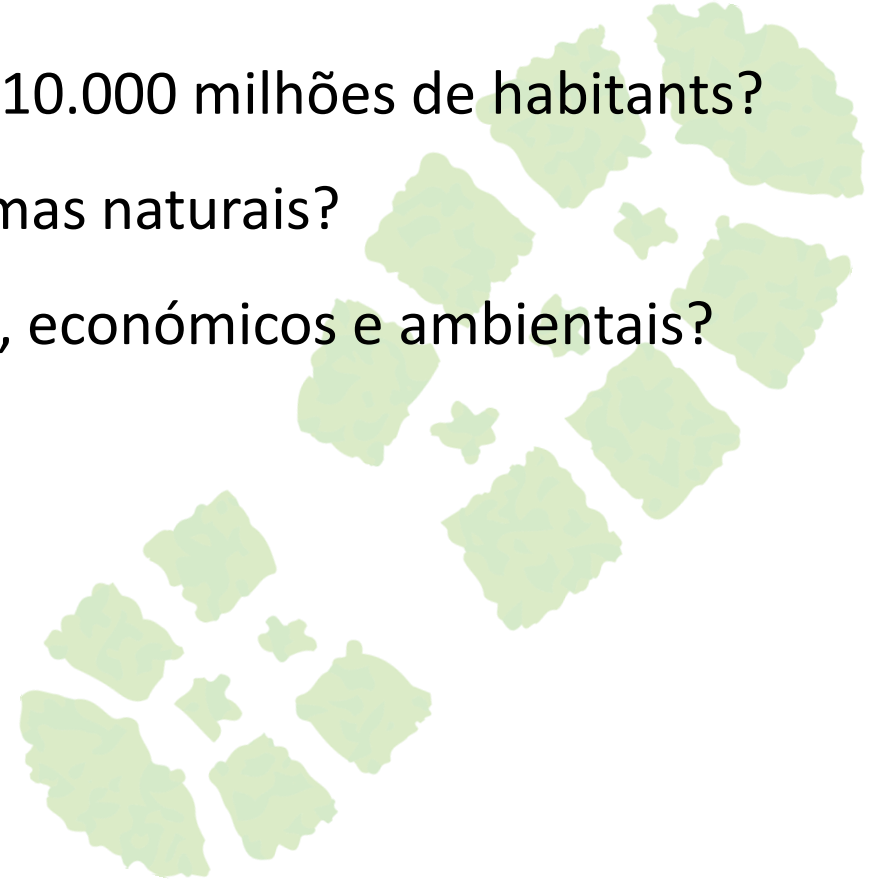 10.000 milhões de habitants?
mas naturais?
, económicos e ambientais?